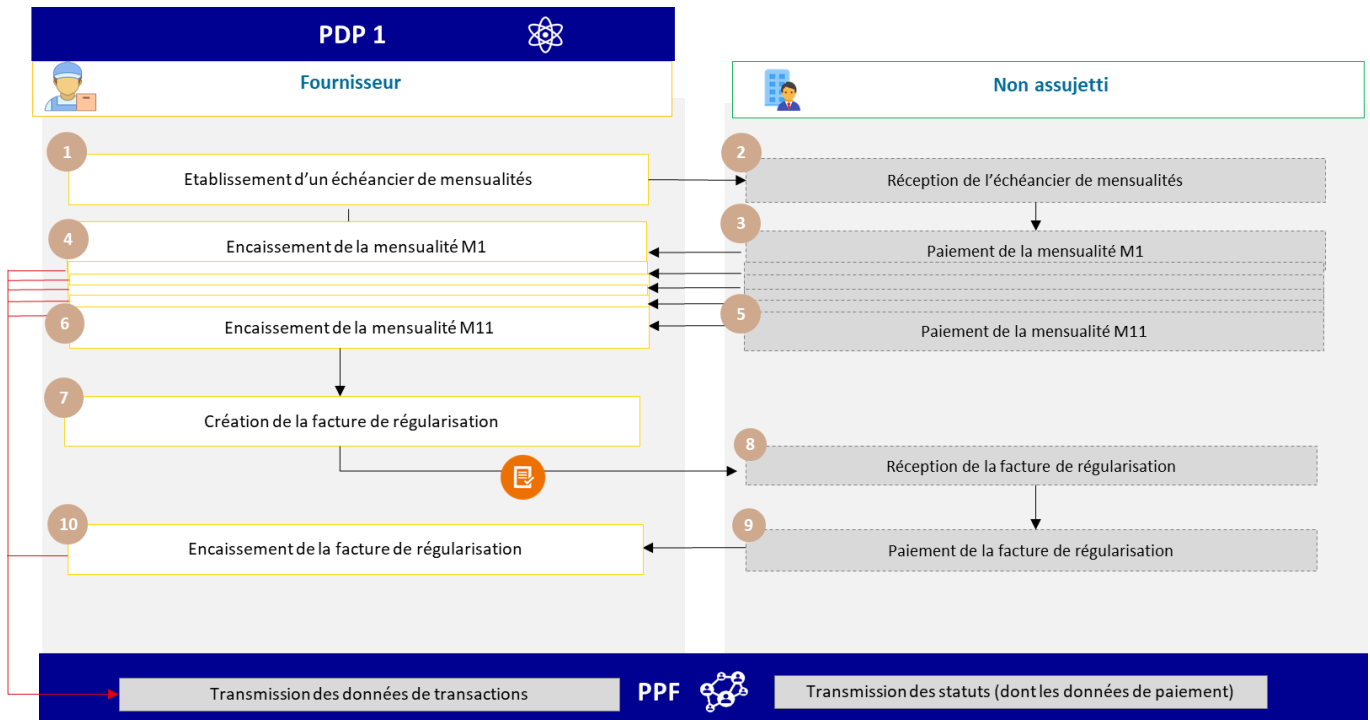 PDP 1
Fournisseur
Non assujetti
1
Etablissement d'un échéancier de mensualités
2
Réception de l'échéancier de mensualités
4
Encaissement de la mensualité M1
3
Paiement de la mensualité M1
6
Encaissement de la mensualité M11
5
Paiement de la mensualité M11
7
Création de la facture de régularisation
8
Réception de la facture de régularisation
10
Encaissement de la facture de régularisation
9
Paiement de la facture de régularisation
Transmission des données de transactions
PPF
Transmission des statuts (dont les données de paiement)